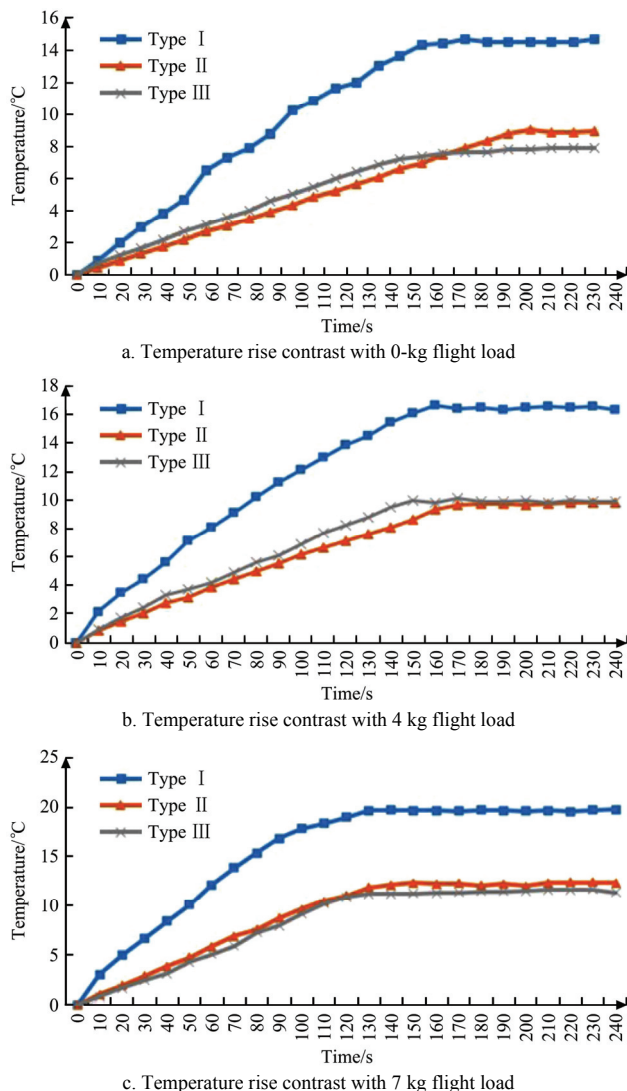 16
14
12
10
8
6
4
2
0
Temperature/℃
Type Ⅰ
Type Ⅱ
Type Ⅲ
0 10 20 30 40 50 60 70 80 90 100 110 120 130 140 150 160 170 180 190 200 210 220 230 240
Time/s
a. Temperature rise contrast with 0-kg flight load
18
16
14
12
10
8
6
4
2
0
Temperature/℃
Type Ⅰ
Type Ⅱ
Type Ⅲ
0 10 20 30 40 50 60 70 80 90 100 110 120 130 140 150 160 170 180 190 200 210 220 230 240
Time/s
b. Temperature rise contrast with 4 kg flight load
25
20
15
10
5
0
Temperature/℃
Type Ⅰ
Type Ⅱ
Type Ⅲ
0 10 20 30 40 50 60 70 80 90 100 110 120 130 140 150 160 170 180 190 200 210 220 230 240
Time/s
c. Temperature rise contrast with 7 kg flight load